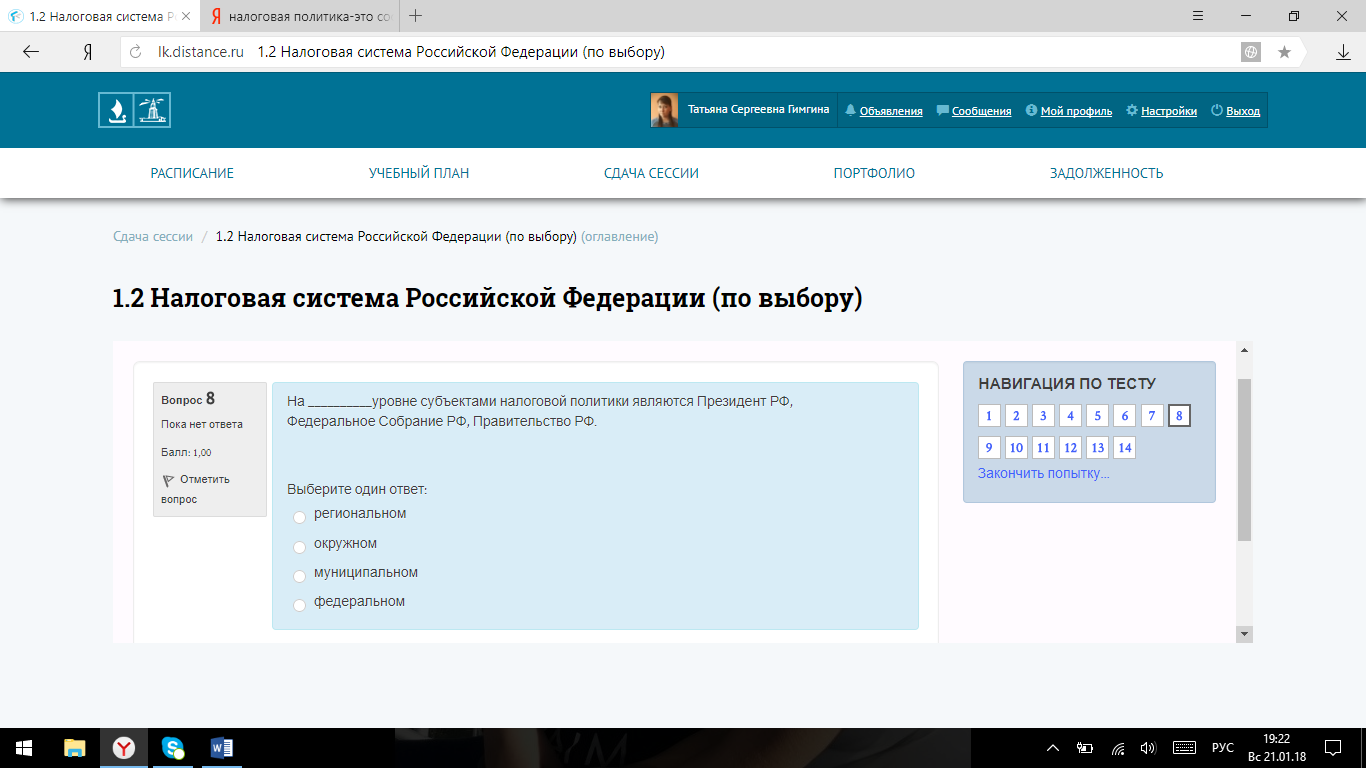 1.2 Налоговая система Р
налоговая политика-это со
lk.distance.ru 1.2 Налоговая система Российской Федерации (по выбору)
Татьяна Сергеевна Гимгина Объявления Сообщения Мой профиль Настройки Выход
РАСПИСАНИЕ УЧЕБНЫЙ ПЛАН СДАЧА СЕССИИ ПОРТФОЛИО ЗАДОЛЖЕННОСТЬ
Сдача сессии / 1.2 Налоговая система Российской Федерации (по выбору) (оглавление)
1.2 Налоговая система Российской Федерации (по выбору)
Вопрос 8
Пока нет ответа
Балл: 1,00
Отметить
вопрос
На __________уровне субъектами налоговой политики являются Президент РФ,
Федеральное Собрание РФ, Правительство РФ.
Выберите один ответ:
региональном
окружном
муниципальном
федеральном
НАВИГАЦИЯ ПО ТЕСТУ
1 2 3 4 5 6 7 8
9 10 11 12 13 14
Закончить попытку...
РУС
19:22
Вс 21.01.18